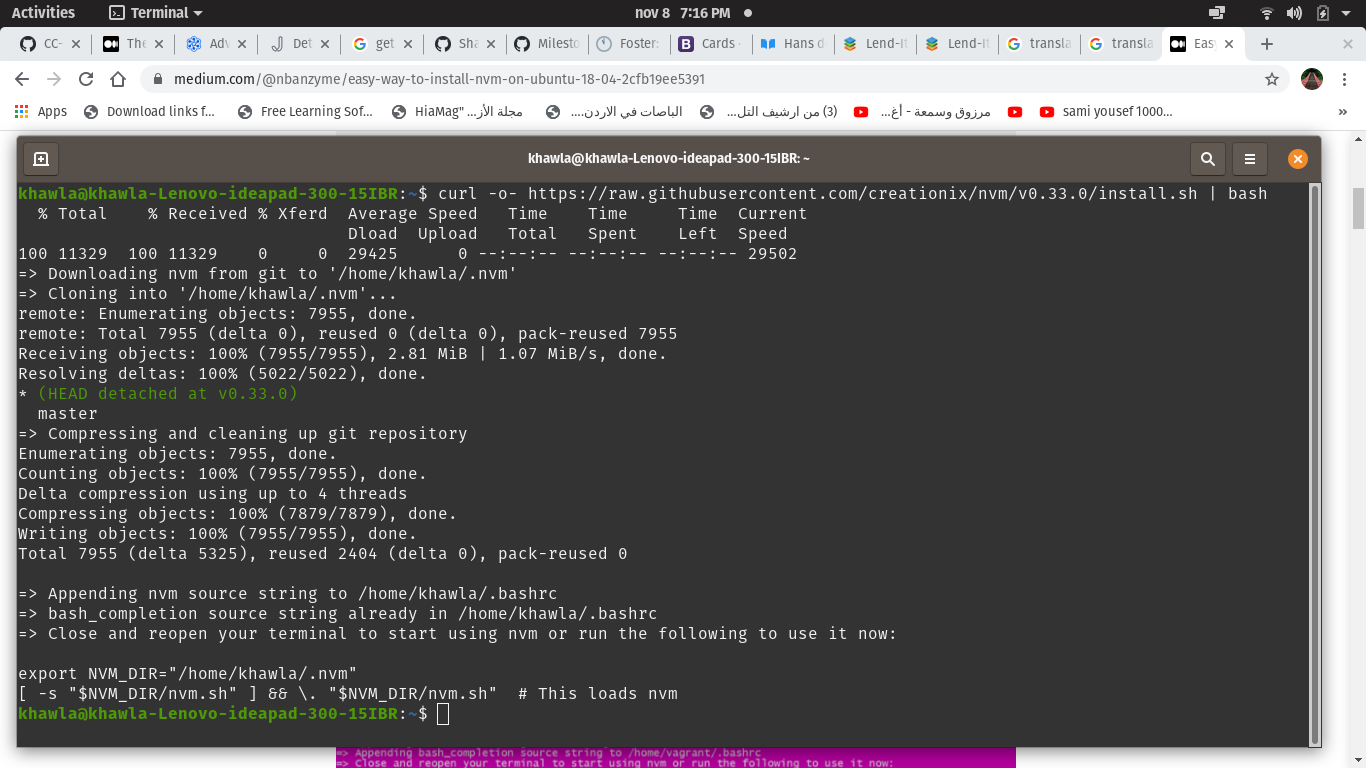 Activities Terminal nov 8 7:16 PM
CC- The Adv Det get Sha Milesto Foster: Cards - Hans d Lend-It Lend-It transla transla Easy
medium.com/@nbanzyme/easy-way-to-install-nvm-on-ubuntu-18-04-2cfb19ee5391
Apps Download links f... Free Learning Sof... HiaMag" مجلة الأز... الباصات في الاردن.... (3) من ارشيف التل... مرزوق وسمعة - أغ... sami yousef 1000... »
khawla@khawla-Lenovo-ideapad-300-15IBR: ~
khawla@khawla-Lenovo-ideapad-300-15IBR:~$ curl -o- https://raw.githubusercontent.com/creationix/nvm/v0.33.0/install.sh | bash
% Total % Received % Xferd Average Speed Time Time Time Current
Dload Upload Total Spent Left Speed
100 11329 100 11329 0 0 29425 0 --:--:-- --:--:-- --:--:-- 29502
=> Downloading nvm from git to '/home/khawla/.nvm'
=> Cloning into '/home/khawla/.nvm'...
remote: Enumerating objects: 7955, done.
remote: Total 7955 (delta 0), reused 0 (delta 0), pack-reused 7955
Receiving objects: 100% (7955/7955), 2.81 MiB | 1.07 MiB/s, done.
Resolving deltas: 100% (5022/5022), done.
* (HEAD detached at v0.33.0)
master
=> Compressing and cleaning up git repository
Enumerating objects: 7955, done.
Counting objects: 100% (7955/7955), done.
Delta compression using up to 4 threads
Compressing objects: 100% (7879/7879), done.
Writing objects: 100% (7955/7955), done.
Total 7955 (delta 5325), reused 2404 (delta 0), pack-reused 0
=> Appending nvm source string to /home/khawla/.bashrc
=> bash_completion source string already in /home/khawla/.bashrc
=> Close and reopen your terminal to start using nvm or run the following to use it now:
export NVM_DIR="/home/khawla/.nvm"
[ -s "$NVM_DIR/nvm.sh" ] && \. "$NVM_DIR/nvm.sh" # This loads nvm
khawla@khawla-Lenovo-ideapad-300-15IBR:~$
=> Appending bash_completion source string to /home/vagrant/.bashrc
=> Close and reopen your terminal to start using nvm or run the following to use it now: